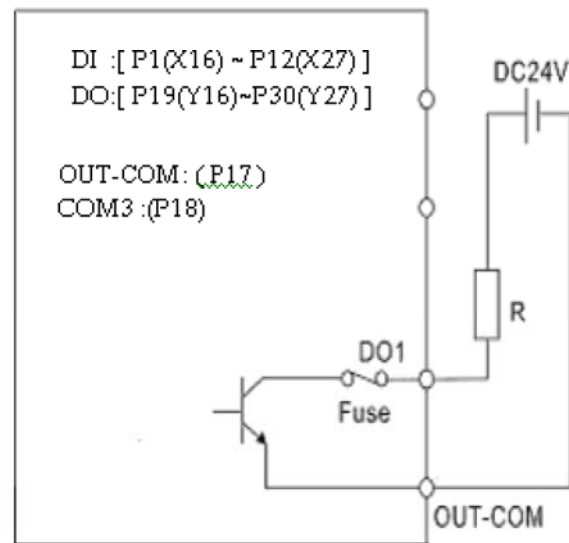 DI :[ P1(X16) ~ P12(X27) ]
DO:[ P19(Y16)~P30(Y27) ]
DC24V
OUT-COM: ( P17 )
COM3 :(P18)
R
DO1
Fuse
OUT-COM